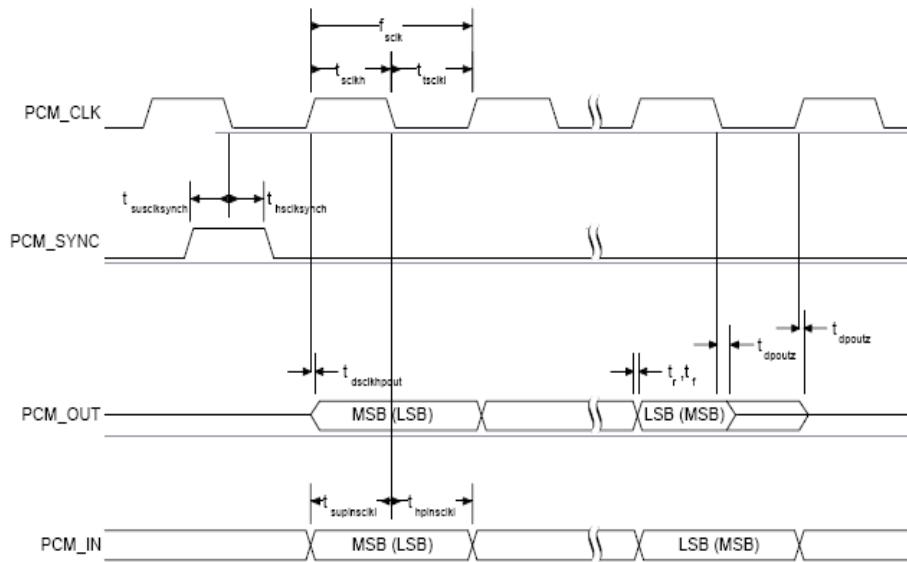 f sclk
t sclkh
t tsclkl
PCM_CLK
t susclksynch
t hsclksynch
PCM_SYNC
t dpoutz
t dpoutz
t dsclkhpout
t r ,t f
PCM_OUT
MSB (LSB)
LSB (MSB)
t supinsclkl
t hpinsclkl
PCM_IN
MSB (LSB)
LSB (MSB)